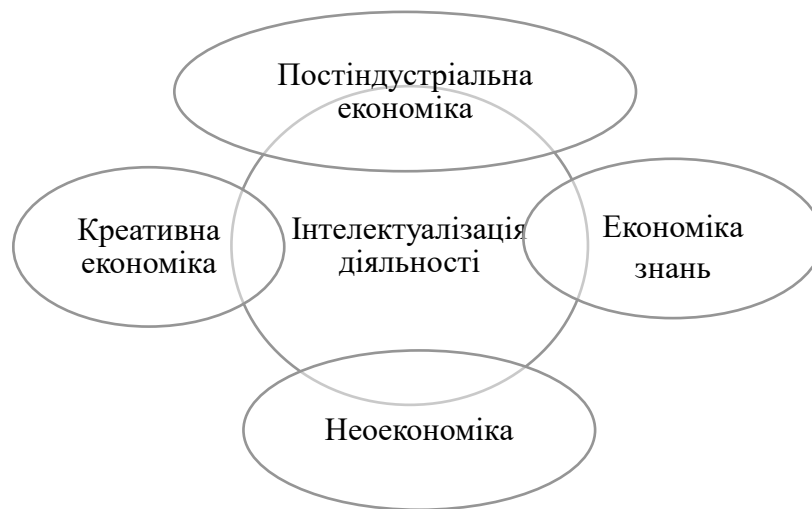 Постіндустріальна
економіка
Креативна
економіка
Інтелектуалізація
діяльності
Економіка
знань
Неоекономіка